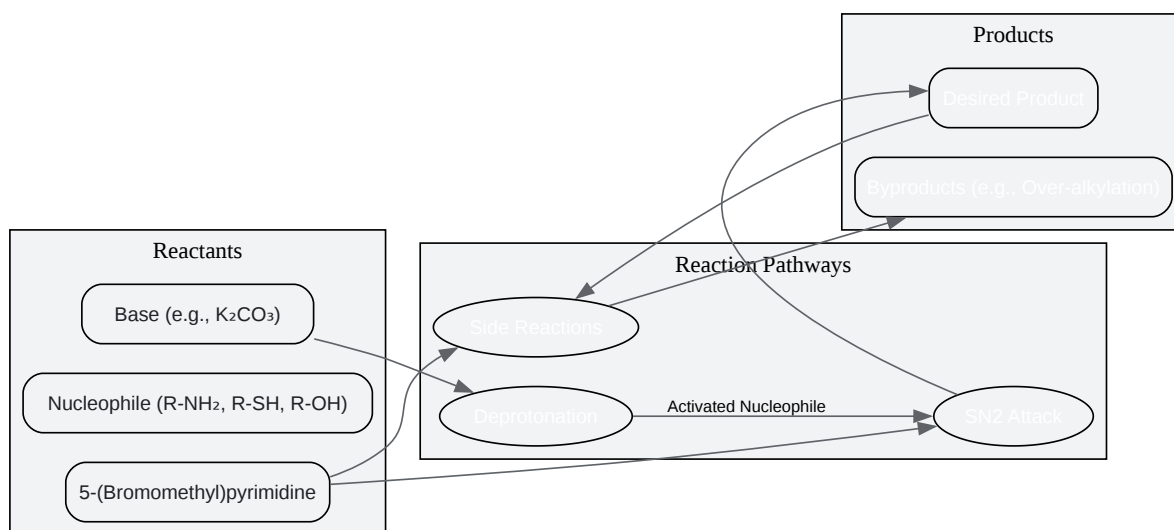 Products
Desired Product
Byproducts (e.g., Over-alkylation)
Reactants
Base (e.g., K₂CO₃)
Nucleophile (R-NH₂, R-SH, R-OH)
5-(Bromomethyl)pyrimidine
Reaction Pathways
Side Reactions
Deprotonation
Activated Nucleophile
SN2 Attack